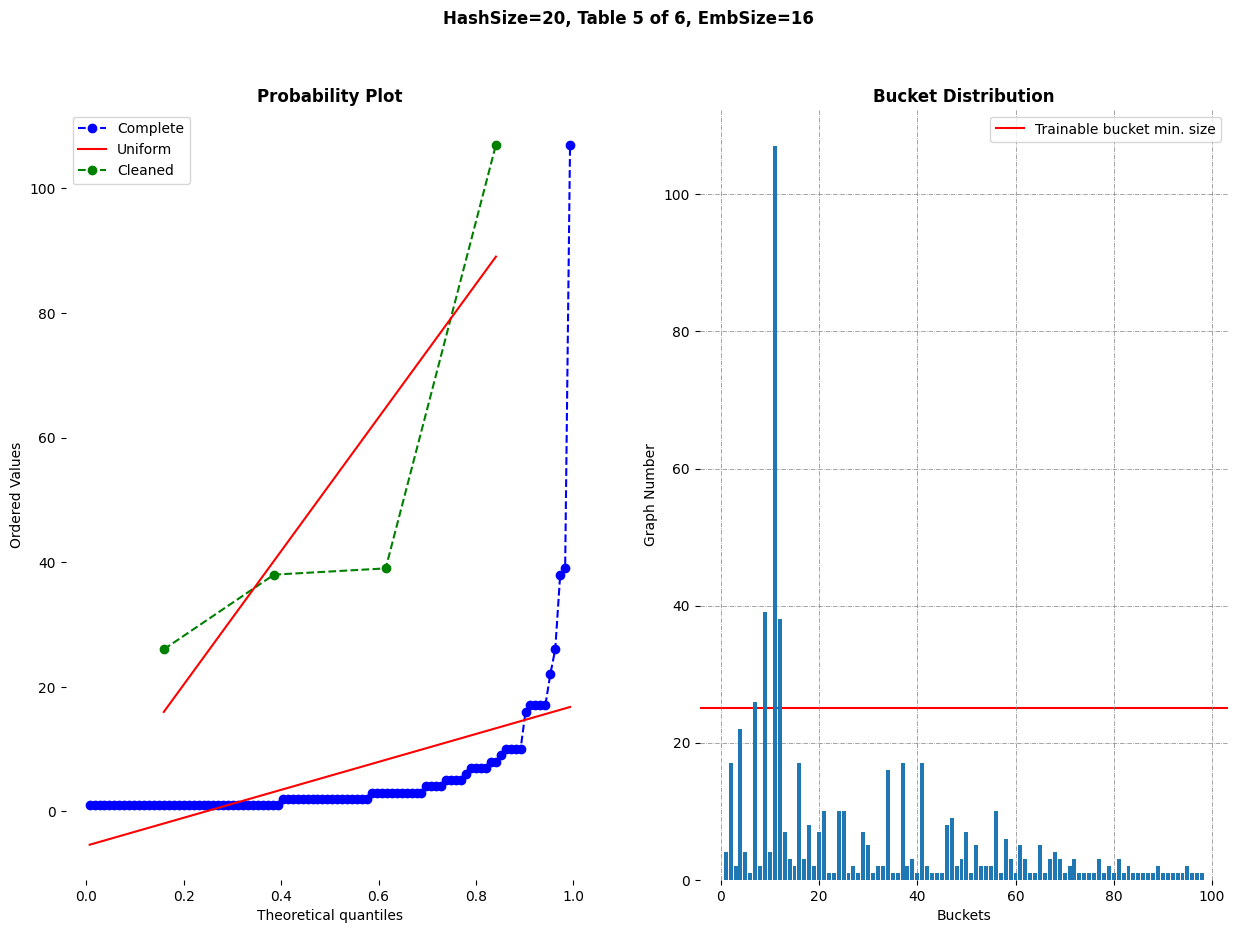 HashSize=20, Table 5 of 6, EmbSize=16
Probability Plot
Complete
Uniform
Cleaned
Ordered Values
100
80
60
40
20
0
0.0 0.2 0.4 0.6 0.8 1.0
Theoretical quantiles
Bucket Distribution
Trainable bucket min. size
Graph Number
100
80
60
40
20
0
0 20 40 60 80 100
Buckets